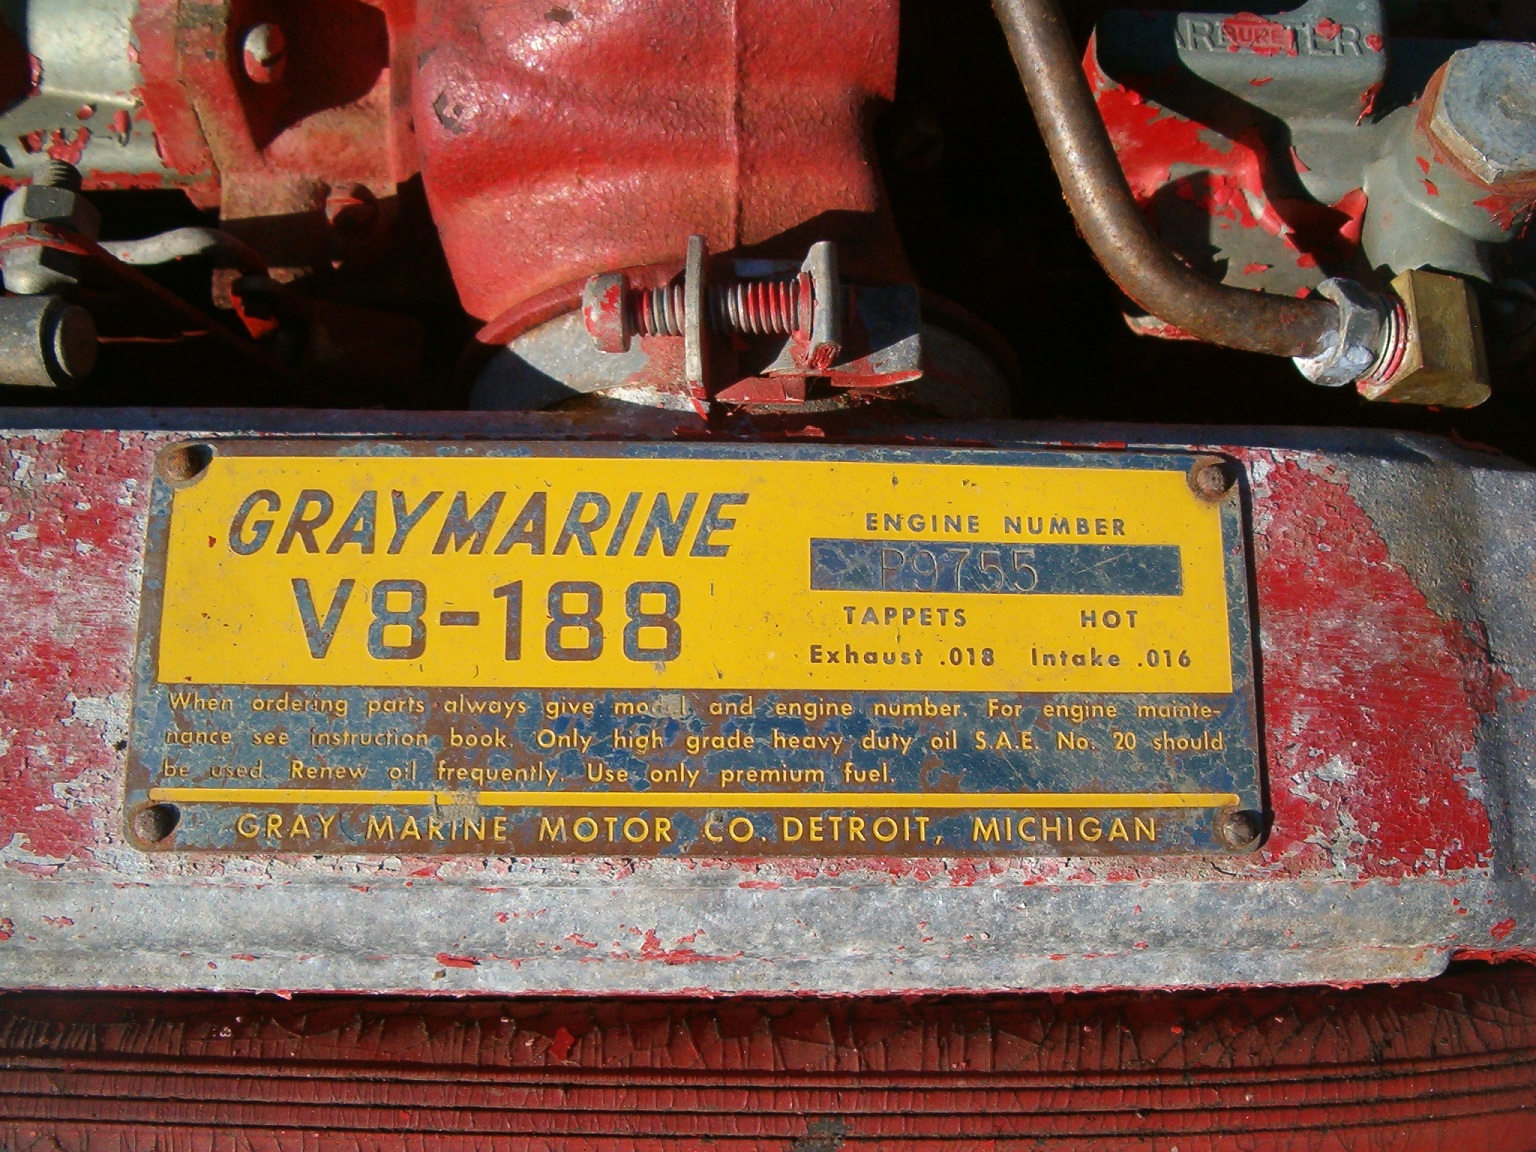 GRAYMARINE
V8-188
ENGINE NUMBER
P9755
TAPPETS HOT
Exhaust .018 Intake .016
When ordering parts always give model and engine number. For engine mainte-
nance see instruction book. Only high grade heavy duty oil S.A.E. No. 20 should
be used. Renew oil frequently. Use only premium fuel.
GRAY MARINE MOTOR CO. DETROIT, MICHIGAN